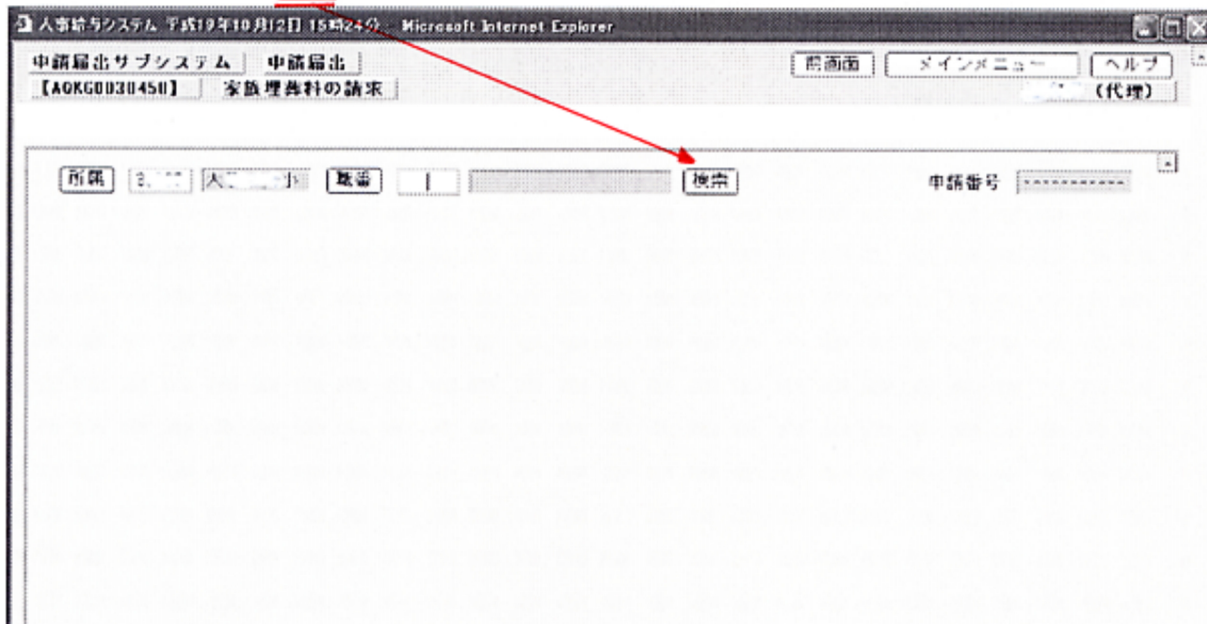 人事給与システム 平成19年10月12日 15時24分 - Microsoft Internet Explorer
申請届出サブシステム 申請届出 前画面 メインメニュー ヘルプ
【AQKG0030450】 家族埋葬料の請求 (代理)
所属 職番 検索 申請番号 **********